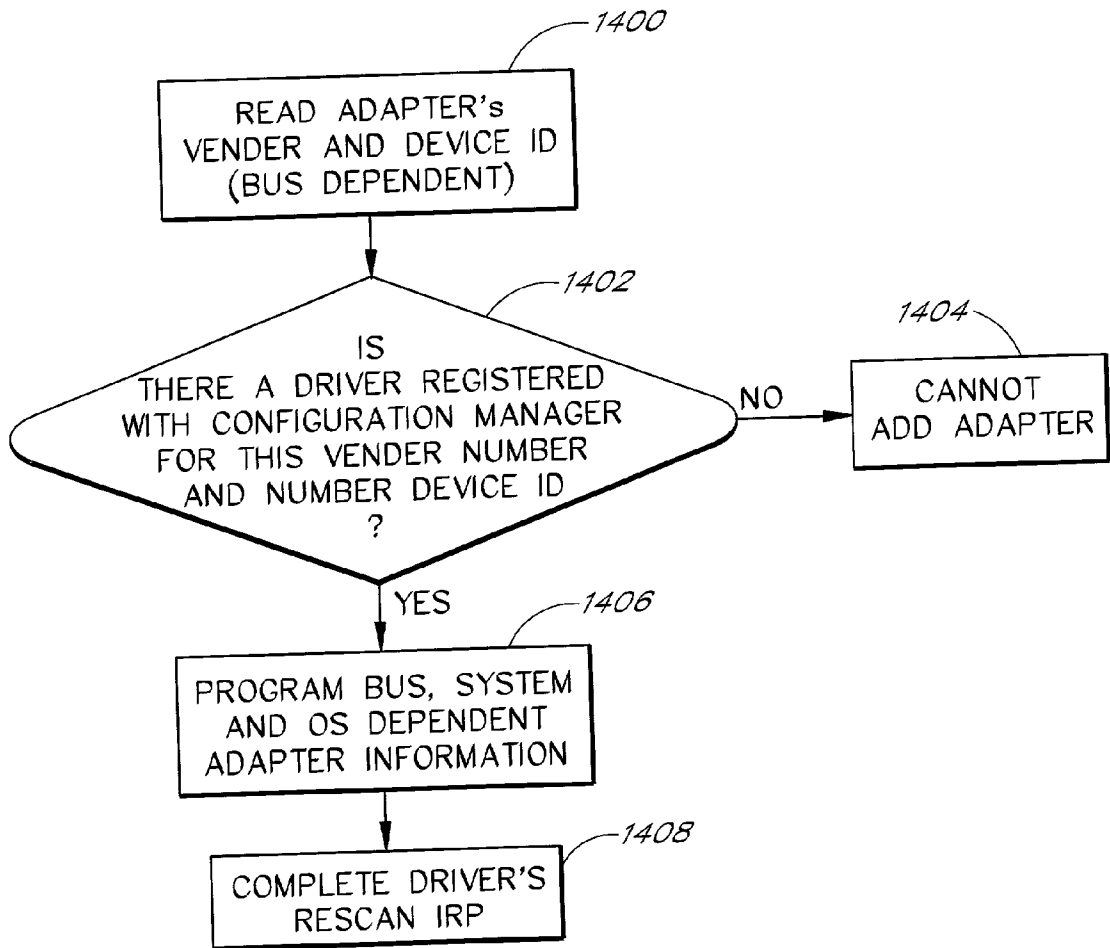 1400
READ ADAPTER's
VENDER AND DEVICE ID
(BUS DEPENDENT)
1402
IS
THERE A DRIVER REGISTERED
WITH CONFIGURATION MANAGER
FOR THIS VENDER NUMBER
AND NUMBER DEVICE ID
?
NO
1404
CANNOT
ADD ADAPTER
YES
1406
PROGRAM BUS, SYSTEM
AND OS DEPENDENT
ADAPTER INFORMATION
1408
COMPLETE DRIVER'S
RESCAN IRP